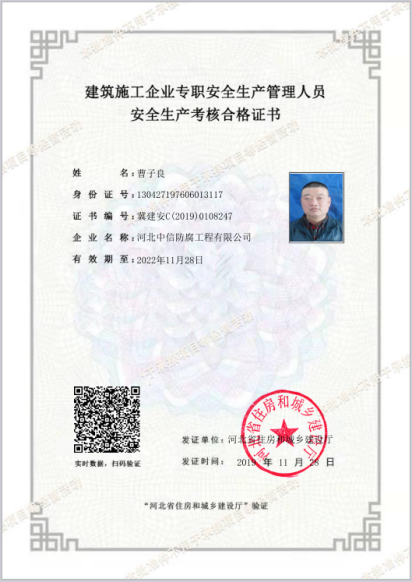 建筑施工企业专职安全生产管理人员
安全生产考核合格证书
姓名:曹子良
身份证号:130427197606013117
证书编号:冀建安C(2019)0108247
企业名称:河北中信防腐工程有限公司
有效期至:2022年11月28日
实时数据，扫码验证
发证单位:河北省住房和城乡建设厅
发证时间:2019 年 11 月 28 日
河北省住房和城乡建设厅
“河北省住房和城乡建设厅”验证